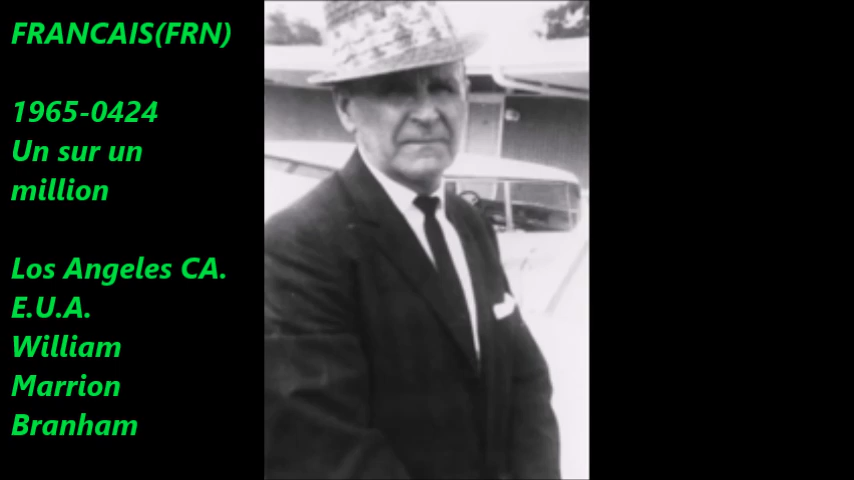 FRANCAIS(FRN)
1965-0424
Un sur un
million
Los Angeles CA.
E.U.A.
William
Marrion
Branham